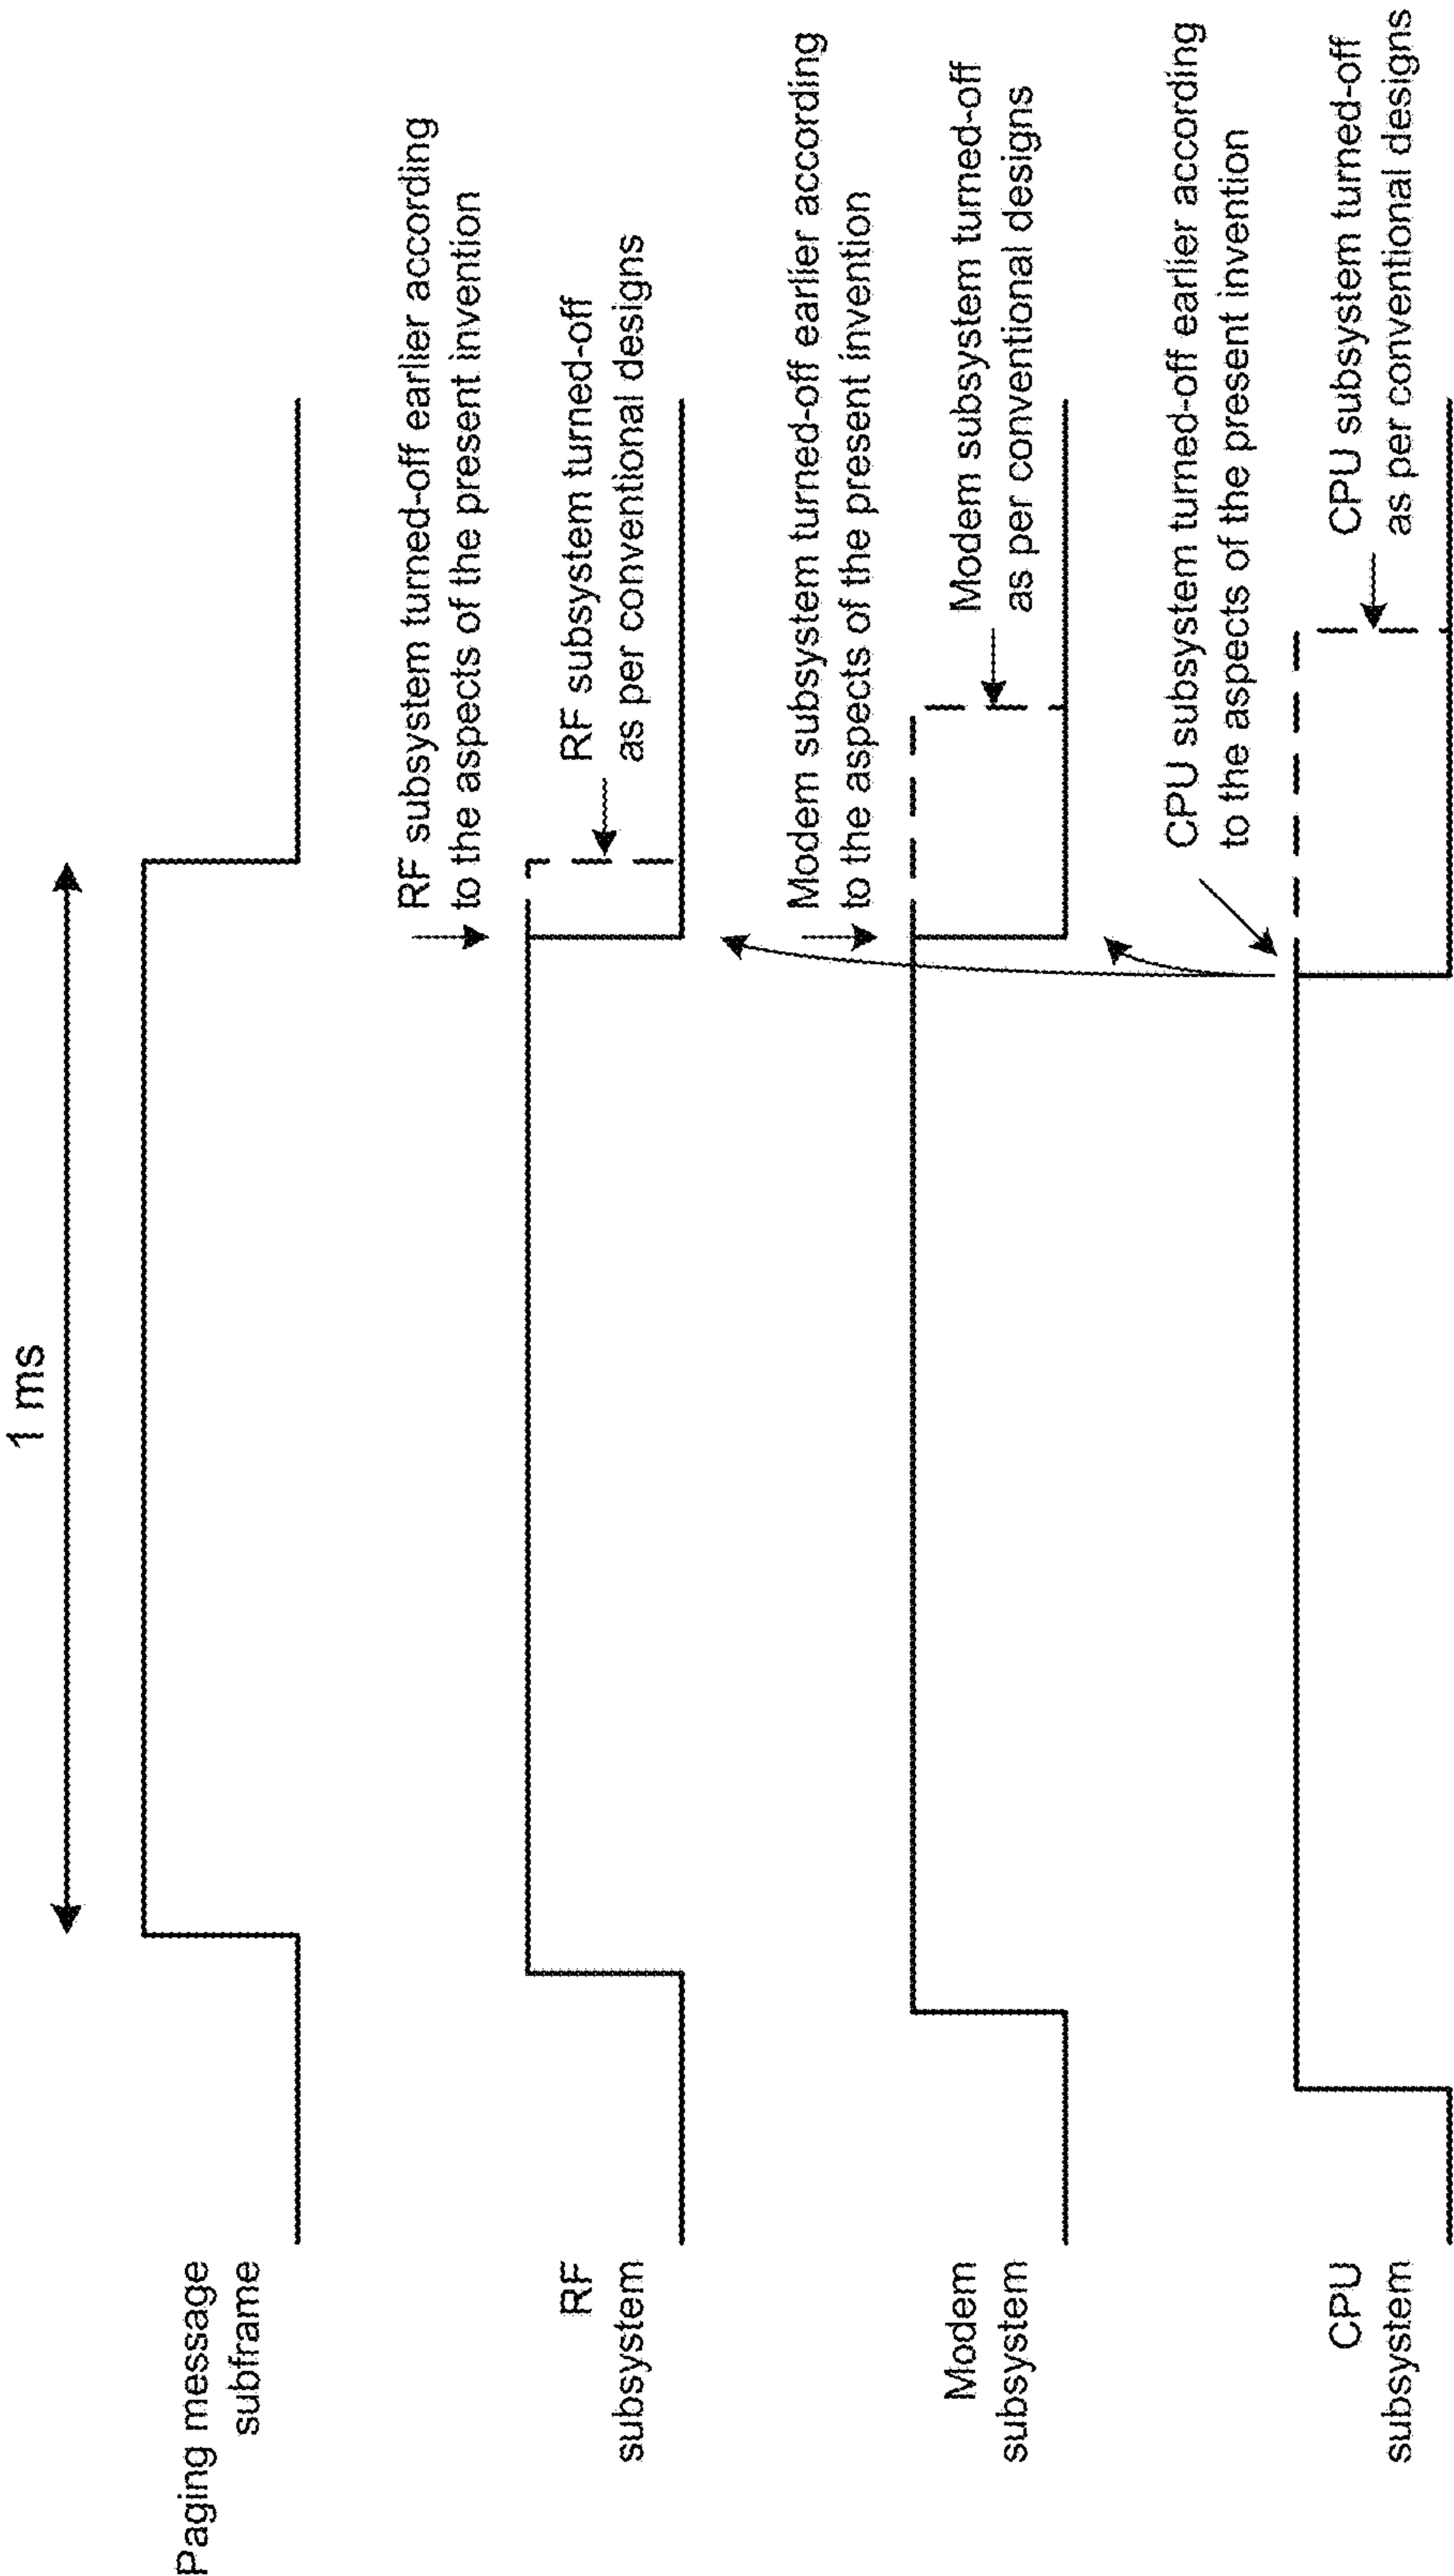 1 ms
Paging message
subframe
RF subsystem turned-off earlier according
to the aspects of the present invention
RF subsystem turned-off
as per conventional designs
RF
subsystem
Modem subsystem turned-off earlier according
to the aspects of the present invention
Modem subsystem turned-off
as per conventional designs
Modem
subsystem
CPU subsystem turned-off earlier according
to the aspects of the present invention
CPU subsystem turned-off
as per conventional designs
CPU
subsystem